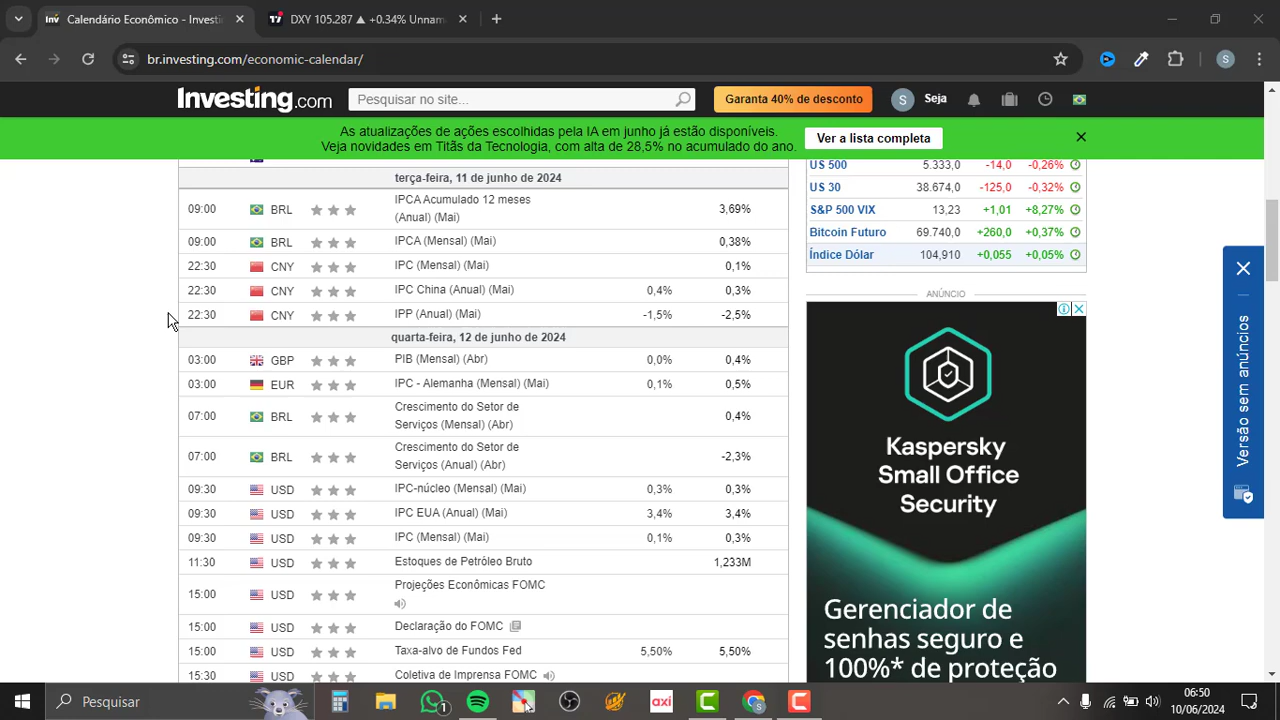 Calendário Econômico - Investi
DXY 105.287 ▲ +0.34% Unnam
br.investing.com/economic-calendar/
S
Investing.com
Pesquisar no site...
Garanta 40% de desconto
S
Seja
As atualizações de ações escolhidas pela IA em junho já estão disponíveis.
Veja novidades em Titãs da Tecnologia, com alta de 28,5% no acumulado do ano.
Ver a lista completa
terça-feira, 11 de junho de 2024
09:00 BRL IPCA Acumulado 12 meses
(Anual) (Mai) 3,69%
09:00 BRL IPCA (Mensal) (Mai) 0,38%
22:30 CNY IPC (Mensal) (Mai) 0,1%
22:30 CNY IPC China (Anual) (Mai) 0,4% 0,3%
22:30 CNY IPP (Anual) (Mai) -1,5% -2,5%
quarta-feira, 12 de junho de 2024
03:00 GBP PIB (Mensal) (Abr) 0,0% 0,4%
03:00 EUR IPC - Alemanha (Mensal) (Mai) 0,1% 0,5%
07:00 BRL Crescimento do Setor de
Serviços (Mensal) (Abr) 0,4%
07:00 BRL Crescimento do Setor de
Serviços (Anual) (Abr) -2,3%
09:30 USD IPC-núcleo (Mensal) (Mai) 0,3% 0,3%
09:30 USD IPC EUA (Anual) (Mai) 3,4% 3,4%
09:30 USD IPC (Mensal) (Mai) 0,1% 0,3%
11:30 USD Estoques de Petróleo Bruto 1,233M
15:00 USD Projeções Econômicas FOMC
15:00 USD Declaração do FOMC
15:00 USD Taxa-alvo de Fundos Fed 5,50% 5,50%
15:30 USD Coletiva de Imprensa FOMC
US 500 5.333,0 -14,0 -0,26%
US 30 38.674,0 -125,0 -0,32%
S&P 500 VIX 13,23 +1,01 +8,27%
Bitcoin Futuro 69.740,0 +260,0 +0,37%
Índice Dólar 104,910 +0,055 +0,05%
ANÚNCIO
Kaspersky
Small Office
Security
Gerenciador de
senhas seguro e
100%* de proteção
Versão sem anúncios
Pesquisar
1
axi
06:50
10/06/2024